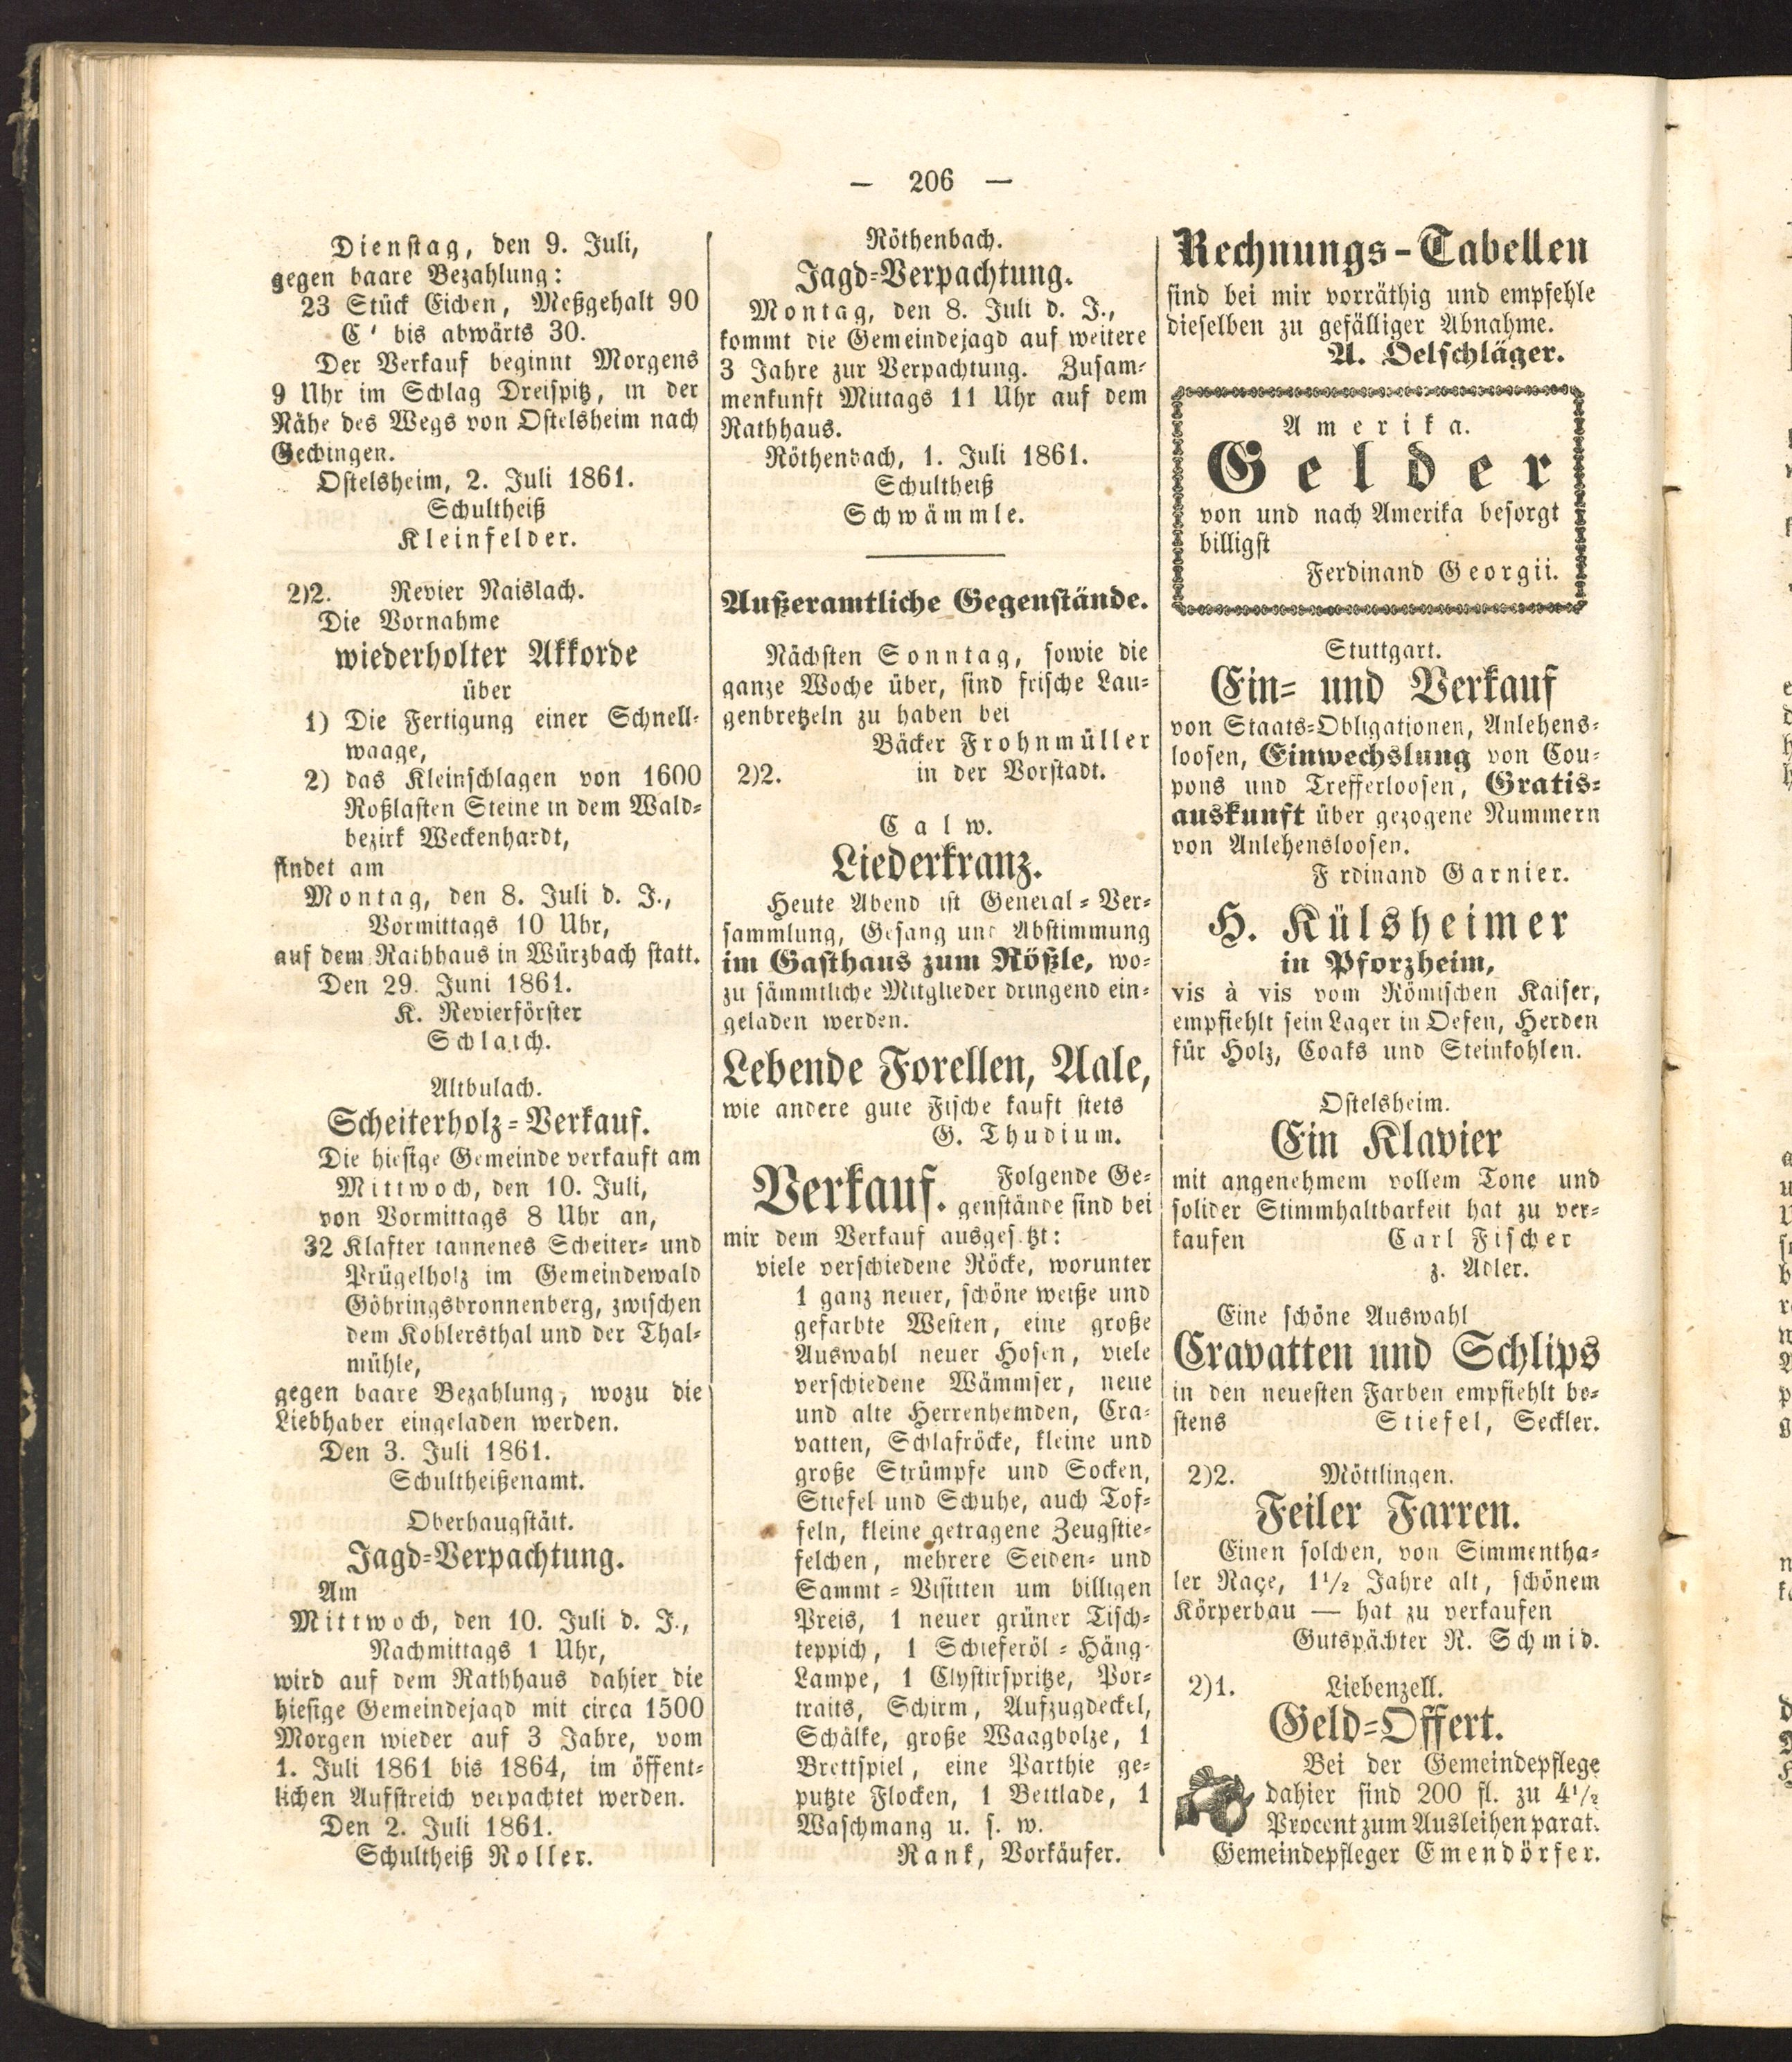 — 206 —
Dienstag, den 9. Juli,
gegen baare Bezahlung:
23 Stück Eichen, Meßgehalt 90
C' bis abwärts 30.
Der Verkauf beginnt Morgens
9 Uhr im Schlag Dreispitz, in der
Nähe des Wegs von Ostelsheim nach
Gechingen.
Ostelsheim, 2. Juli 1861.
Schultheiß
Kleinfelder.
2)2. Revier Naislach.
Die Vornahme
wiederholter Akkorde
über
1) Die Fertigung einer Schnell-
waage,
2) das Kleinschlagen von 1600
Roßlasten Steine in dem Wald-
bezirk Weckenhardt,
findet am
Montag, den 8. Juli d. J.,
Vormittags 10 Uhr,
auf dem Rathhaus in Würzbach statt.
Den 29. Juni 1861.
K. Revierförster
Schlaich.
Altbulach.
Scheiterholz-Verkauf.
Die hiesige Gemeinde verkauft am
Mittwoch, den 10. Juli,
von Vormittags 8 Uhr an,
32 Klafter tannenes Scheiter- und
Prügelholz im Gemeindewald
Göhringsbronnenberg, zwischen
dem Kohlersthal und der Thal-
mühle,
gegen baare Bezahlung, wozu die
Liebhaber eingeladen werden.
Den 3. Juli 1861.
Schultheißenamt.
Oberhaugstätt.
Jagd-Verpachtung.
Am
Mittwoch, den 10. Juli d. J.,
Nachmittags 1 Uhr,
wird auf dem Rathhaus dahier die
hiesige Gemeindejagd mit circa 1500
Morgen wieder auf 3 Jahre, vom
1. Juli 1861 bis 1864, im öffent-
lichen Aufstreich verpachtet werden.
Den 2. Juli 1861.
Schultheiß Roller.
Röthenbach.
Jagd-Verpachtung.
Montag, den 8. Juli d. J.,
kommt die Gemeindejagd auf weitere
3 Jahre zur Verpachtung. Zusam-
menkunft Mittags 11 Uhr auf dem
Rathhaus.
Röthenbach, 1. Juli 1861.
Schultheiß
Schwämmle.
Außeramtliche Gegenstände.
Nächsten Sonntag, sowie die
ganze Woche über, sind frische Lau-
genbretzeln zu haben bei
Bäcker Frohnmüller
2)2. in der Vorstadt.
Calw.
Liederkranz.
Heute Abend ist General-Ver-
sammlung, Gesang und Abstimmung
im Gasthaus zum Rößle, wo-
zu sämmtliche Mitglieder dringend ein-
geladen werden.
Lebende Forellen, Aale,
wie andere gute Fische kauft stets
G. Thudium.
Verkauf. Folgende Ge-
genstände sind bei
mir dem Verkauf ausgesetzt:
viele verschiedene Röcke, worunter
1 ganz neuer, schöne weiße und
gefarbte Westen, eine große
Auswahl neuer Hosen, viele
verschiedene Wämmser, neue
und alte Herrenhemden, Cra-
vatten, Schlafröcke, kleine und
große Strümpfe und Socken,
Stiefel und Schuhe, auch Tof-
feln, kleine getragene Zeugstie-
felchen, mehrere Seiden- und
Sammt-Visitten um billigen
Preis, 1 neuer grüner Tisch-
teppich, 1 Schieferöl-Häng-
Lampe, 1 Clystirspritze, Por-
traits, Schirm, Aufzugdeckel,
Schälke, große Waagbolze, 1
Brettspiel, eine Parthie ge-
putzte Flocken, 1 Bettlade, 1
Waschmang u. s. w.
Rank, Vorkäufer.
Rechnungs-Tabellen
sind bei mir vorräthig und empfehle
dieselben zu gefälliger Abnahme.
A. Oelschläger.
Amerika.
Gelder
von und nach Amerika besorgt
billigst
Ferdinand Georgii.
Stuttgart.
Ein- und Verkauf
von Staats-Obligationen, Anlehens-
loosen, Einwechslung von Cou-
pons und Trefferloosen, Gratis-
auskunft über gezogene Nummern
von Anlehensloosen.
F rdinand Garnier.
H. Külsheimer
in Pforzheim,
vis à vis vom Römischen Kaiser,
empfiehlt sein Lager in Oefen, Herden
für Holz, Coaks und Steinkohlen.
Ostelsheim.
Ein Klavier
mit angenehmem vollem Tone und
solider Stimmhaltbarkeit hat zu ver-
kaufen Carl Fischer
z. Adler.
Eine schöne Auswahl
Cravatten und Schlips
in den neuesten Farben empfiehlt be-
stens Stiefel, Seckler.
2)2. Möttlingen.
Feiler Farren.
Einen solchen, von Simmentha-
ler Raçe, 1½ Jahre alt, schönem
Körperbau — hat zu verkaufen
Gutspächter R. Schmid.
2)1. Liebenzell.
Geld-Offert.
Bei der Gemeindepflege
dahier sind 200 fl. zu 4½
Procent zum Ausleihen parat.
Gemeindepfleger Emendörfer.